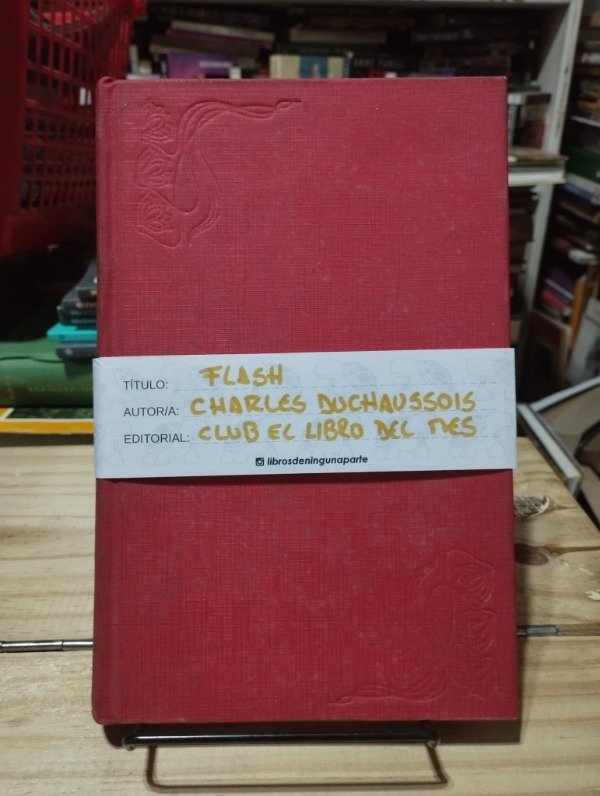 TÍTULO: FLASH
AUTOR/A: CHARLES DUCHAUSSOIS
EDITORIAL: CLUB EL LIBRO DEL MES
librosdeningunaparte